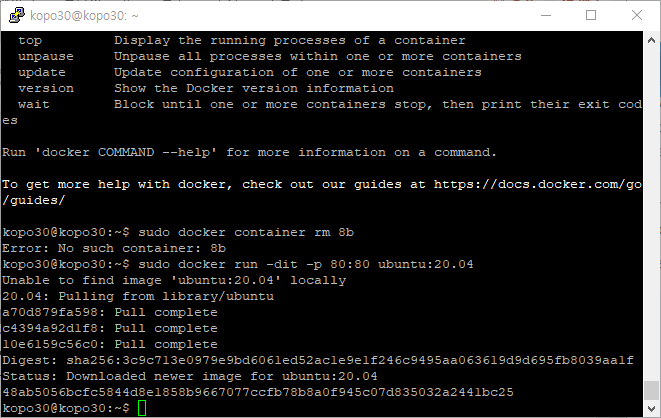 kopo30@kopo30: ~
top Display the running processes of a container
unpause Unpause all processes within one or more containers
update Update configuration of one or more containers
version Show the Docker version information
wait Block until one or more containers stop, then print their exit cod
es
Run 'docker COMMAND --help' for more information on a command.
To get more help with docker, check out our guides at https://docs.docker.com/go
/guides/
kopo30@kopo30:~$ sudo docker container rm 8b
Error: No such container: 8b
kopo30@kopo30:~$ sudo docker run -dit -p 80:80 ubuntu:20.04
Unable to find image 'ubuntu:20.04' locally
20.04: Pulling from library/ubuntu
a70d879fa598: Pull complete
c4394a92d1f8: Pull complete
10e6159c56c0: Pull complete
Digest: sha256:3c9c713e0979e9bd6061ed52ac1e9e1f246c9495aa063619d9d695fb8039aa1f
Status: Downloaded newer image for ubuntu:20.04
48ab5056bcfc5844d8e1858b9667077ccfb78b8a0f945c07d835032a2441bc25
kopo30@kopo30:~$